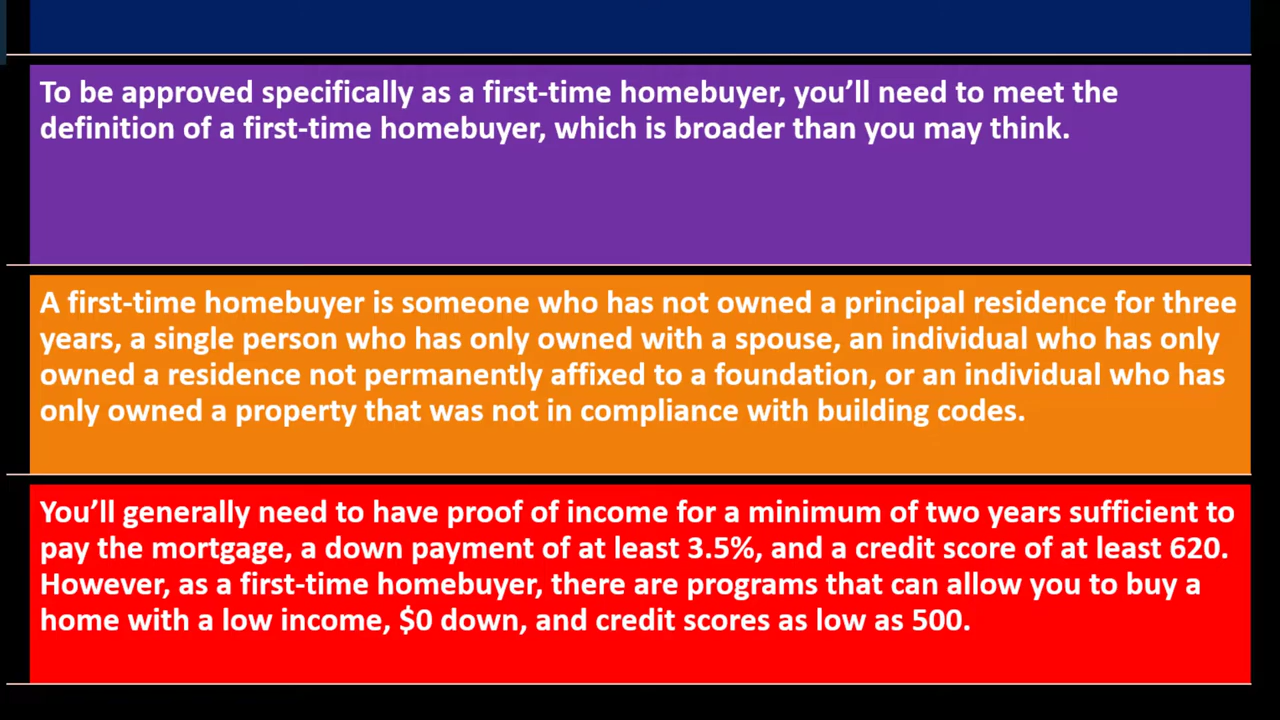 To be approved specifically as a first-time homebuyer, you’ll need to meet the
definition of a first-time homebuyer, which is broader than you may think.
A first-time homebuyer is someone who has not owned a principal residence for three
years, a single person who has only owned with a spouse, an individual who has only
owned a residence not permanently affixed to a foundation, or an individual who has
only owned a property that was not in compliance with building codes.
You’ll generally need to have proof of income for a minimum of two years sufficient to
pay the mortgage, a down payment of at least 3.5%, and a credit score of at least 620.
However, as a first-time homebuyer, there are programs that can allow you to buy a
home with a low income, $0 down, and credit scores as low as 500.